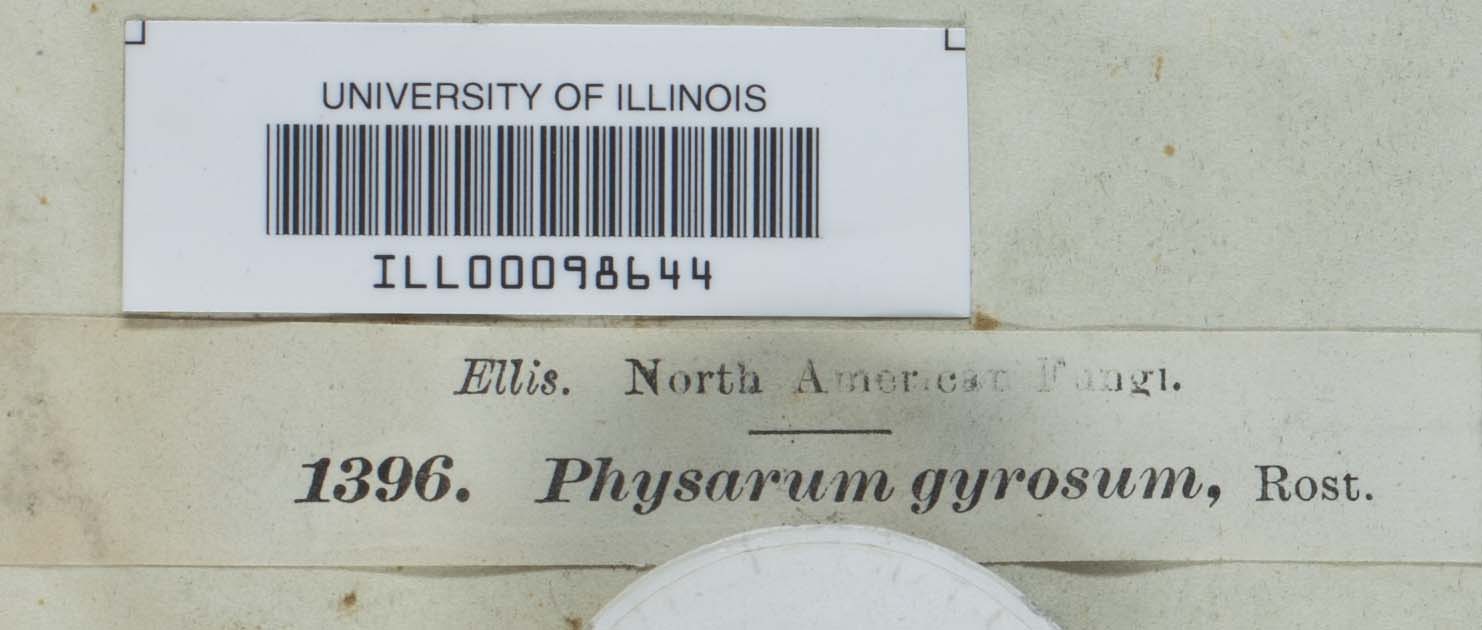 UNIVERSITY OF ILLINOIS
ILL00098644
Ellis. North American Fungi.
1396. Physarum gyrosum, Rost.